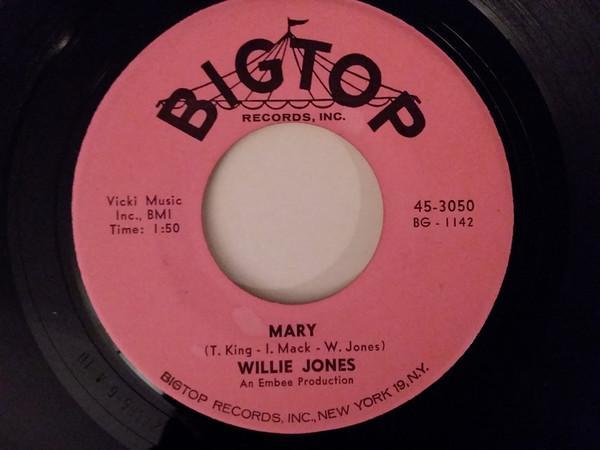 BIGTOP
RECORDS, INC.
Vicki Music
Inc., BMI
Time: 1:50
45-3050
BG - 1142
MARY
(T. King - I. Mack - W. Jones)
WILLIE JONES
An Embee Production
BIGTOP RECORDS, INC., NEW YORK 19, N.Y.